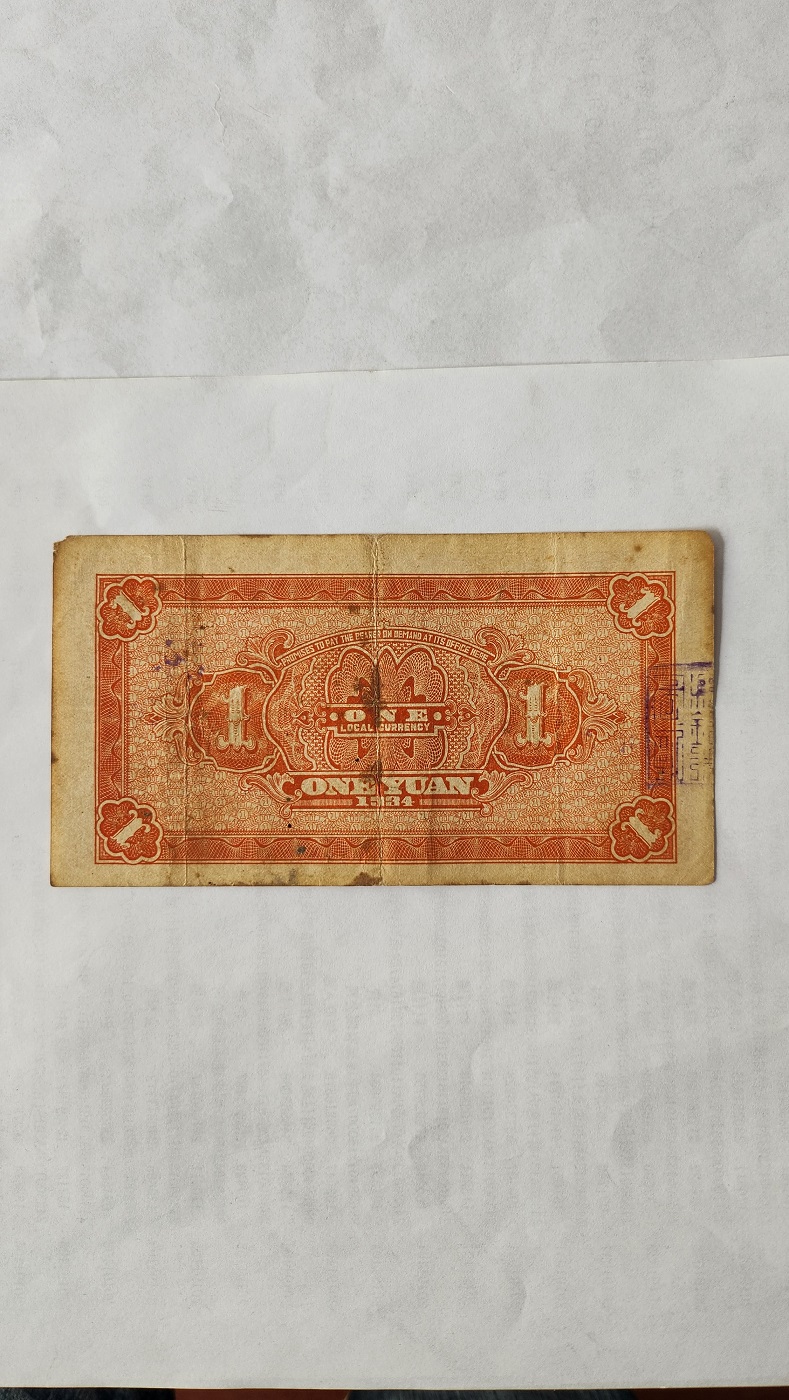 1 1
PROMISES TO PAY THE BEARER ON DEMAND AT ITS OFFICE HERE
1 ONE 1
LOCAL CURRENCY
ONE YUAN
1934
1 1